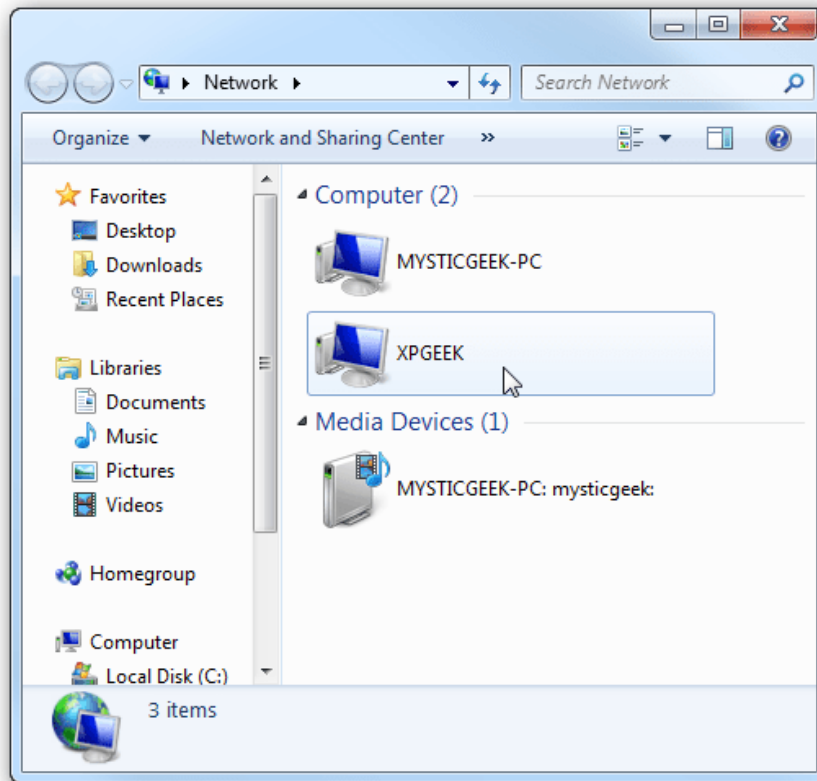 Network
Search Network
Organize
Network and Sharing Center
»
Favorites
Desktop
Downloads
Recent Places
Libraries
Documents
Music
Pictures
Videos
Homegroup
Computer
Local Disk (C:)
Computer (2)
MYSTICGEEK-PC
XPGEEK
Media Devices (1)
MYSTICGEEK-PC: mysticgeek:
3 items